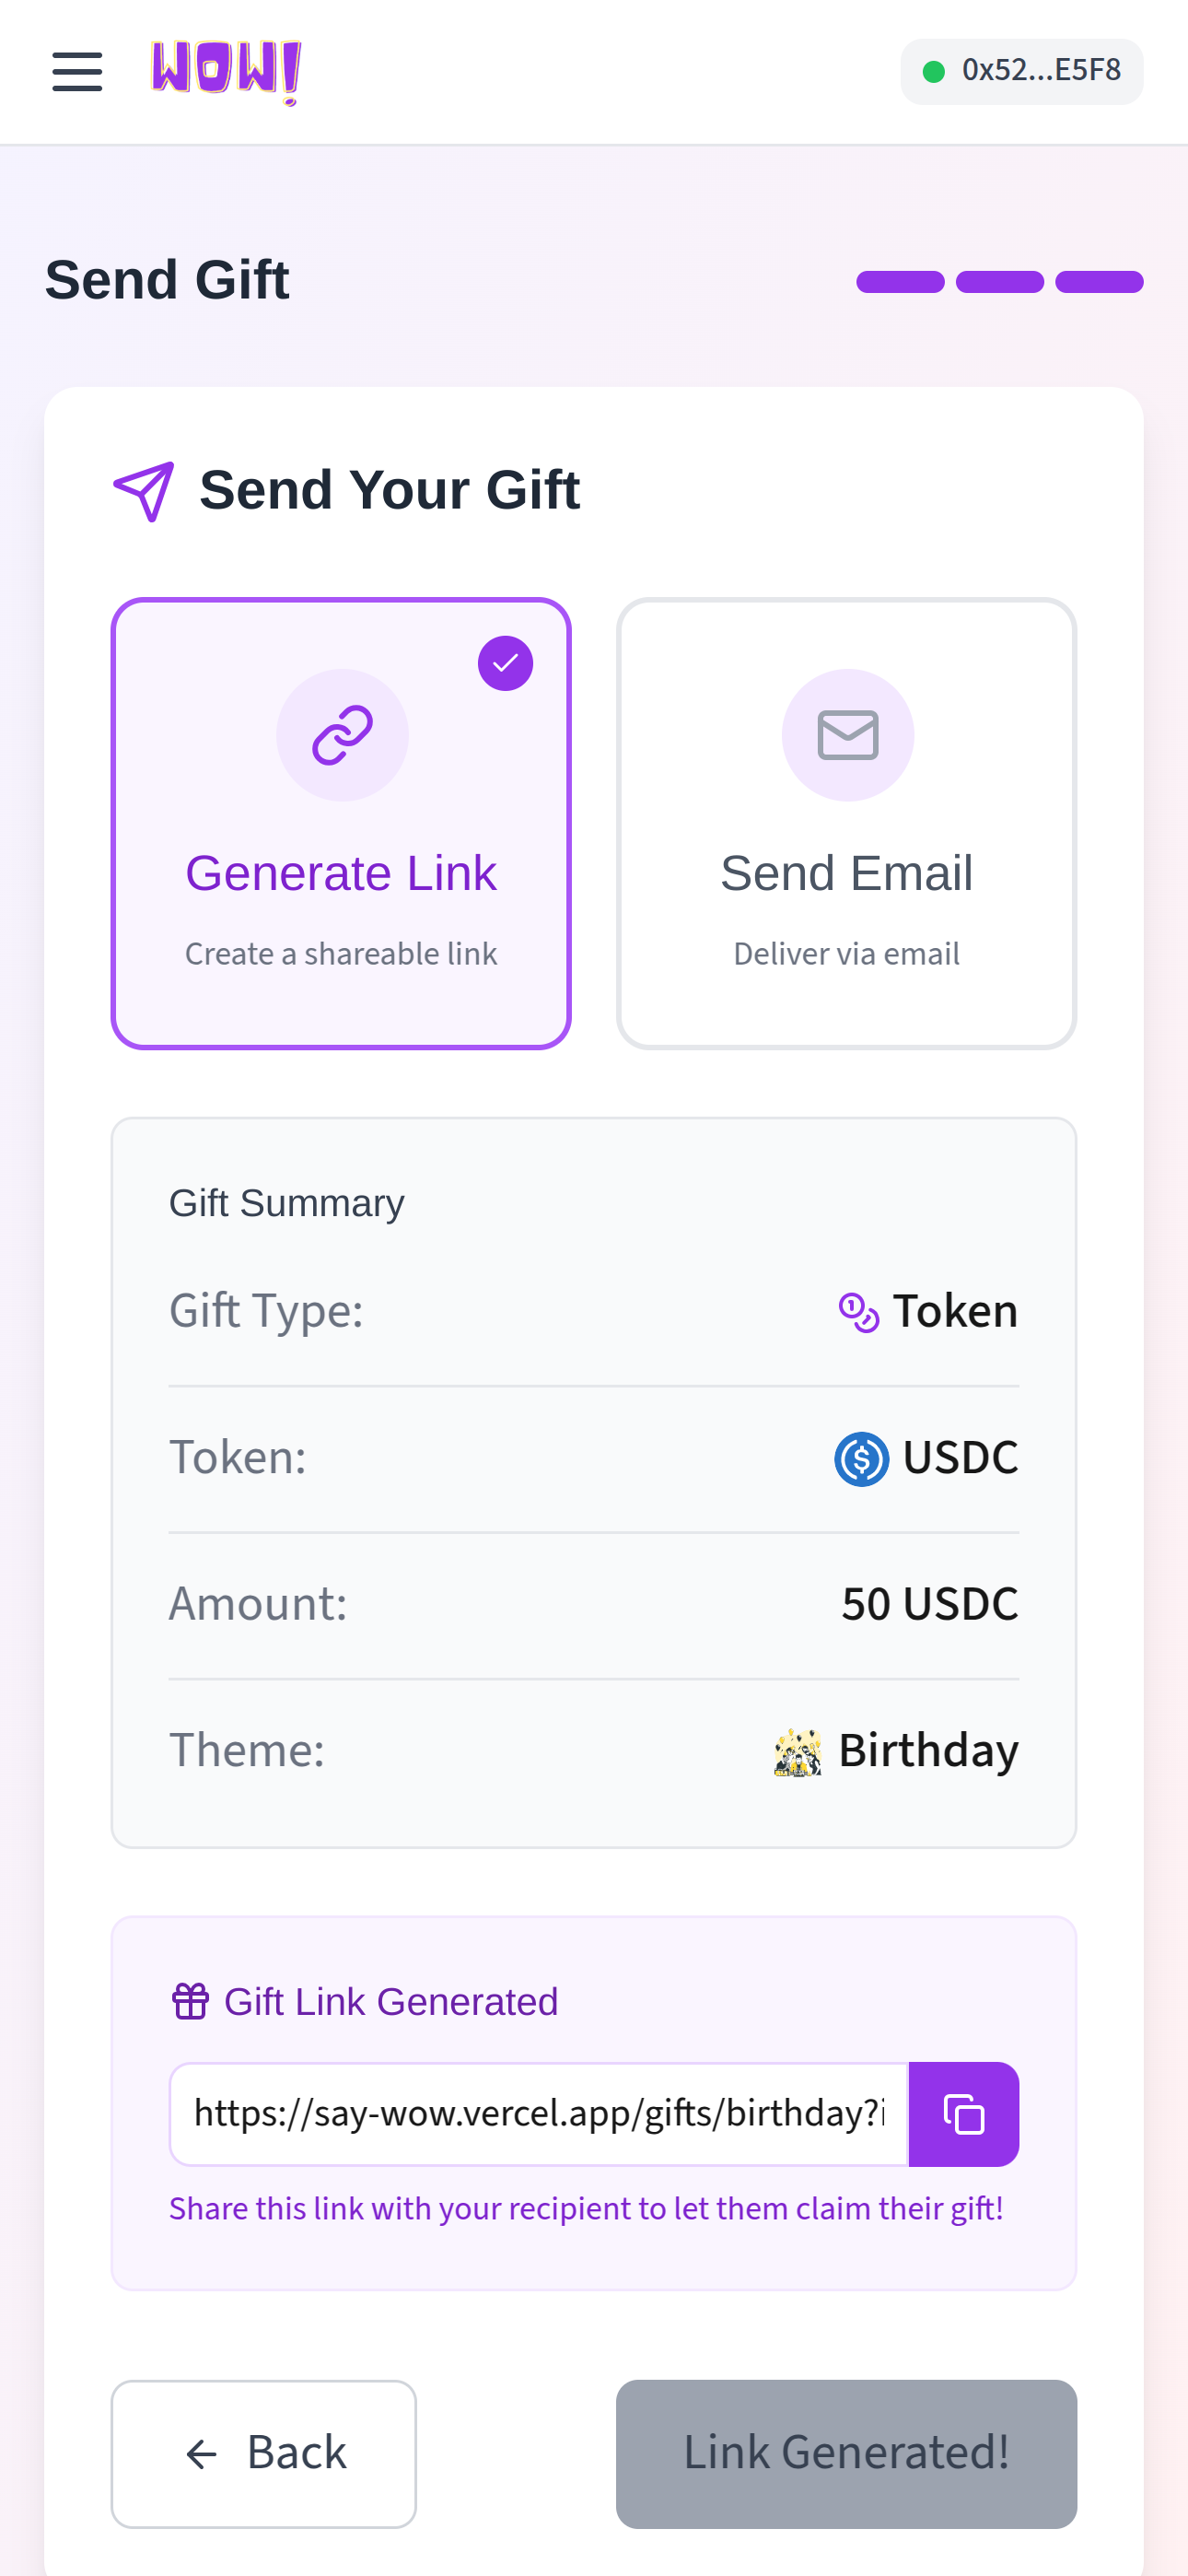 WOW!
0x52...E5F8
Send Gift
Send Your Gift
Generate Link
Create a shareable link
Send Email
Deliver via email
Gift Summary
Gift Type: Token
Token: USDC
Amount: 50 USDC
Theme: Birthday
Gift Link Generated
https://say-wow.vercel.app/gifts/birthday?i
Share this link with your recipient to let them claim their gift!
Back
Link Generated!